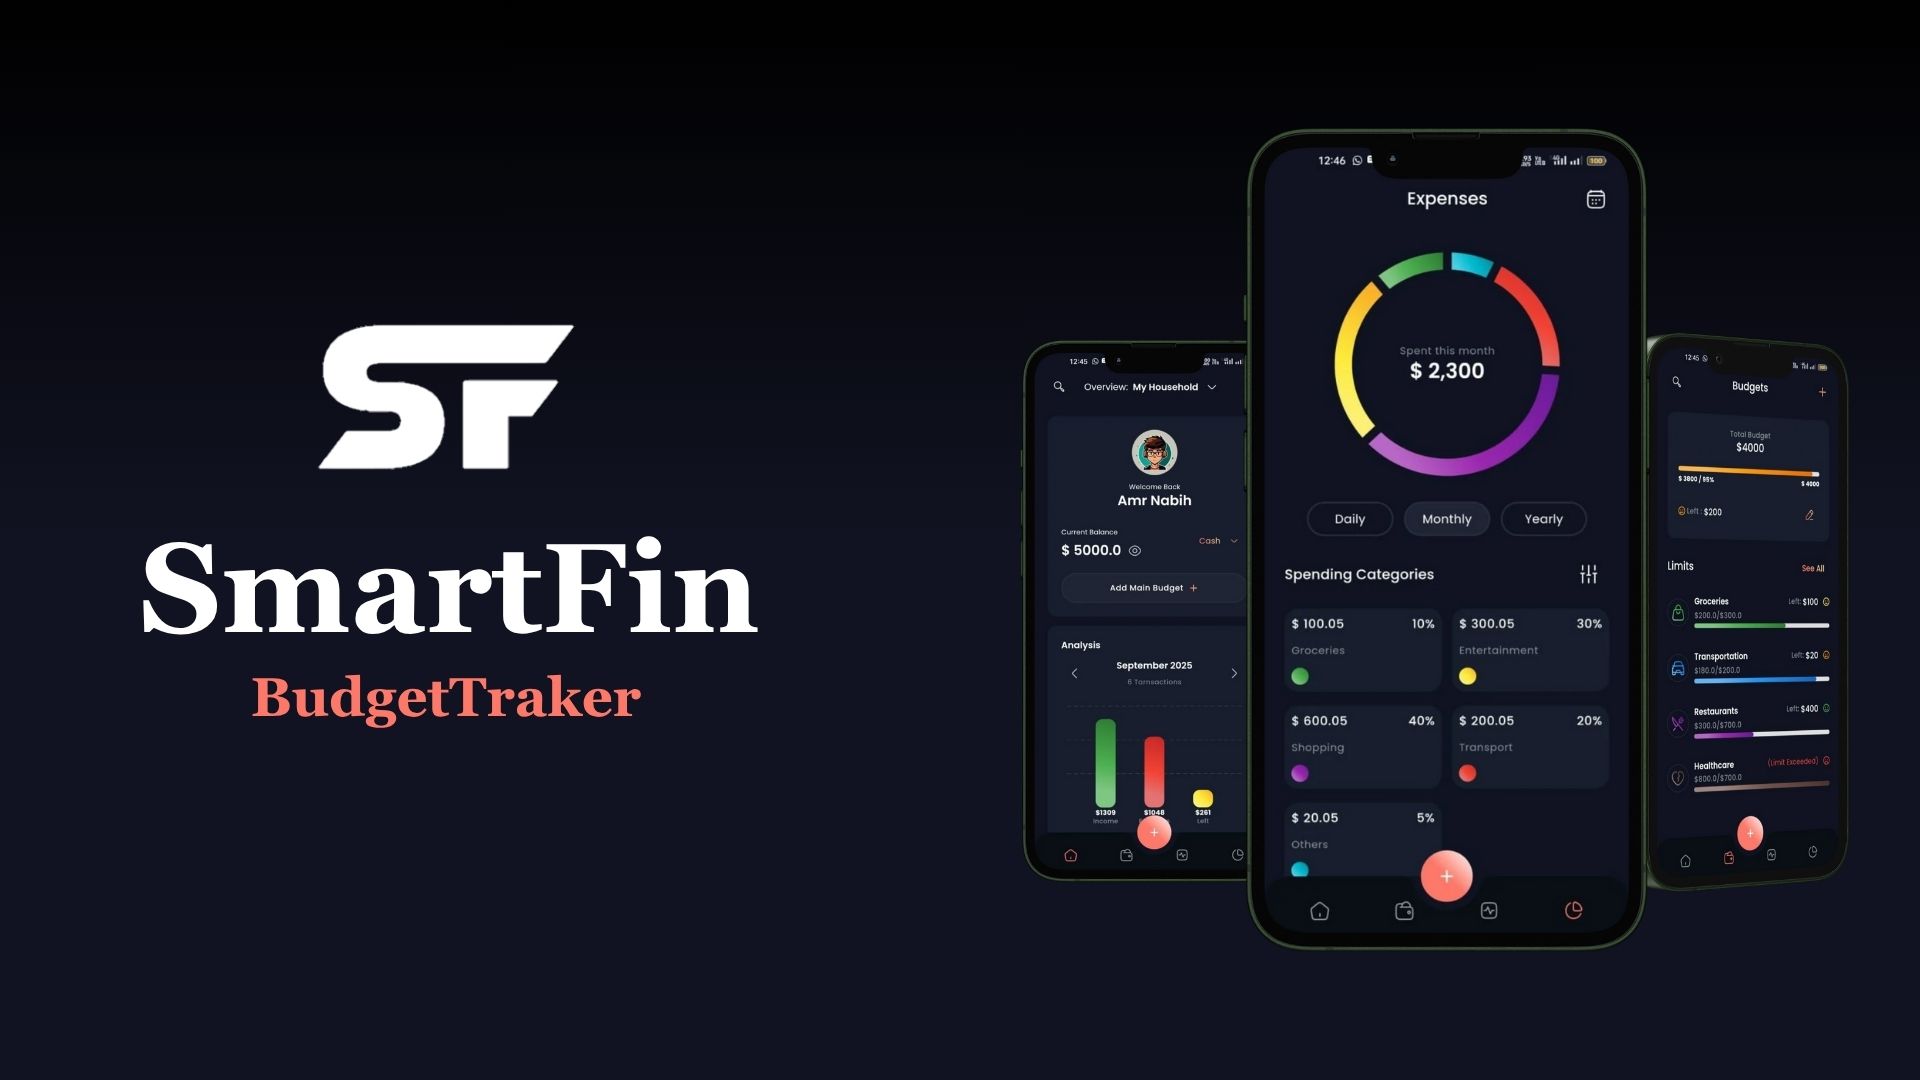 SF
SmartFin
BudgetTraker
12:45
Overview: My Household
Welcome Back
Amr Nabih
Current Balance
$ 5000.0
Cash
Add Main Budget +
Analysis
September 2025
6 Tarnsactions
$1309
$1048
$261
Income
Left
+
12:46
100
Expenses
Spent this month
$ 2,300
Daily
Monthly
Yearly
Spending Categories
$ 100.05 10%
Groceries
$ 300.05 30%
Entertainment
$ 600.05 40%
Shopping
$ 200.05 20%
Transport
$ 20.05 5%
Others
+
12:45
Budgets
+
Total Budget
$4000
$ 3800 / 95%
$ 4000
Left : $200
Limits
See All
Groceries
Left: $100
$200.0/$300.0
Transportation
Left: $20
$180.0/$200.0
Restaurants
Left: $400
$300.0/$700.0
Healthcare
(Limit Exceeded)
$800.0/$700.0
+